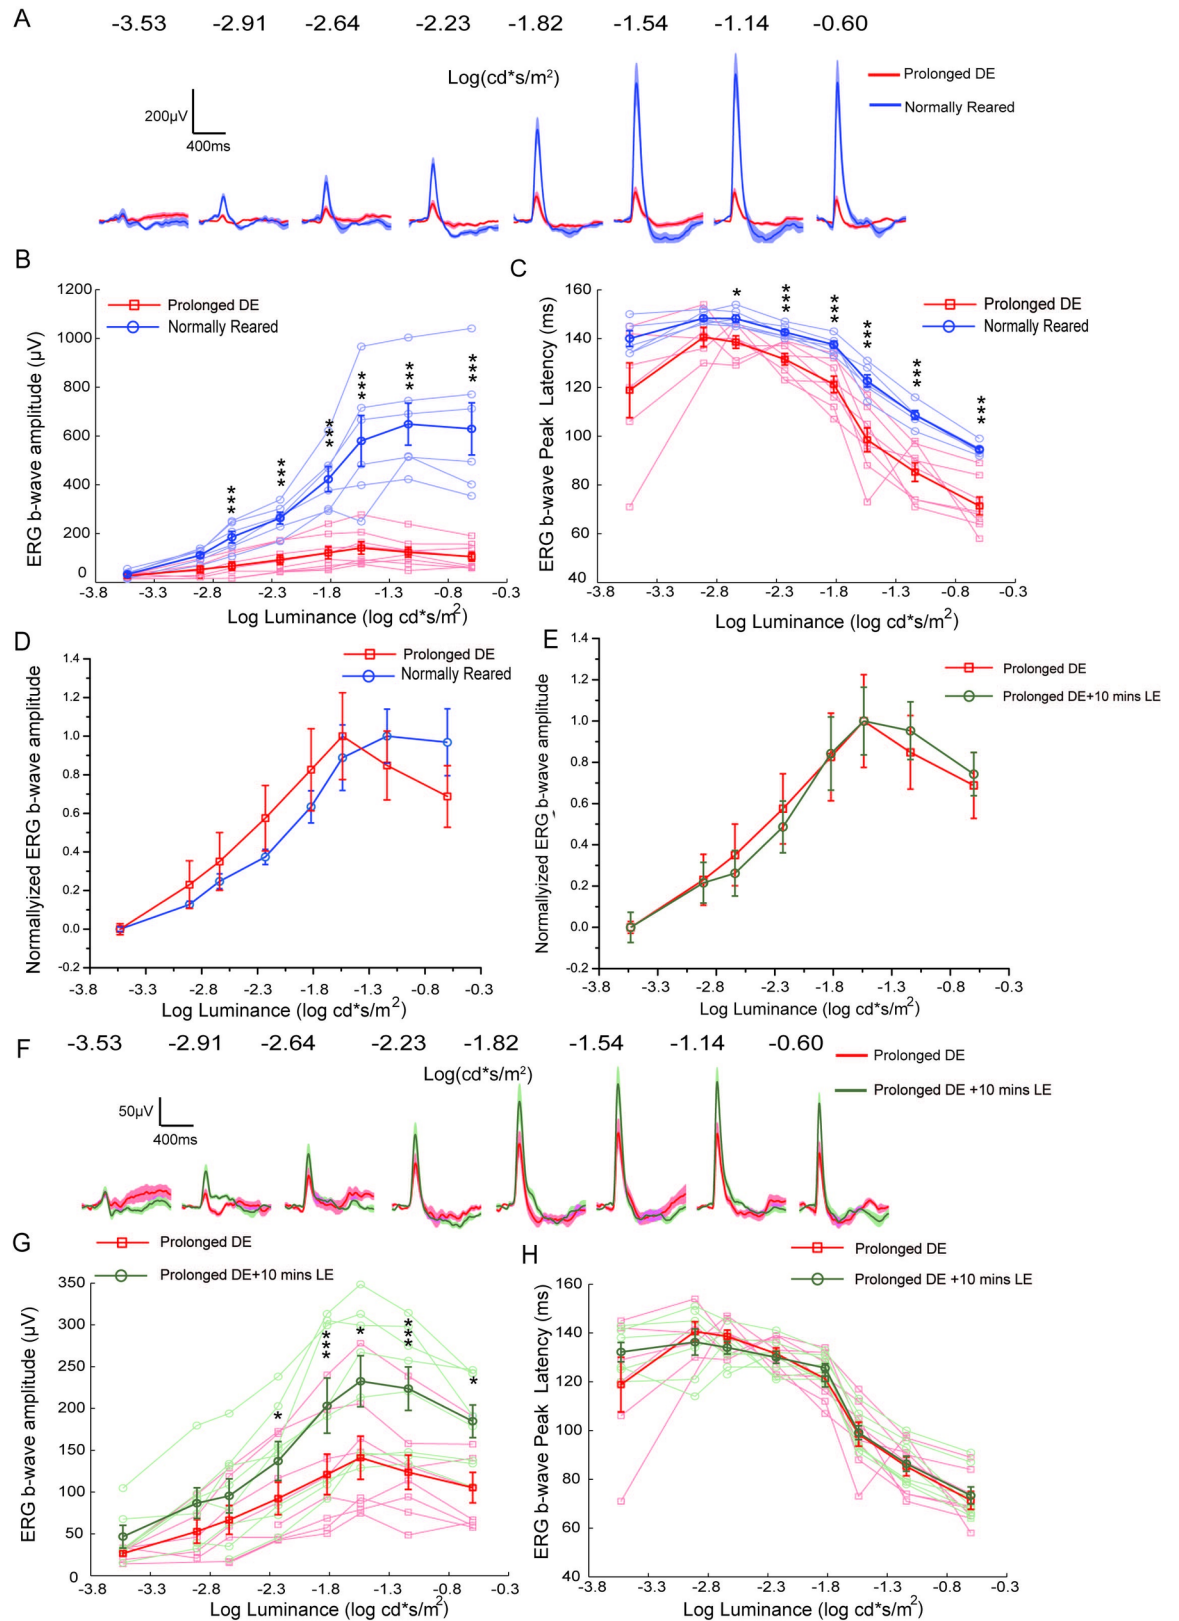 A
-3.53 -2.91 -2.64 -2.23 -1.82 -1.54 -1.14 -0.60
Log(cd*s/m²)
Prolonged DE
Normally Reared
200µV
400ms
B
1200
1000
800
600
400
200
0
ERG b-wave amplitude (µV)
Prolonged DE
Normally Reared
***
***
***
***
***
***
-3.8 -3.3 -2.8 -2.3 -1.8 -1.3 -0.8 -0.3
Log Luminance (log cd*s/m²)
C
160
140
120
100
80
60
40
ERG b-wave Peak Latency (ms)
Prolonged DE
Normally Reared
*
***
***
***
***
***
-3.8 -3.3 -2.8 -2.3 -1.8 -1.3 -0.8 -0.3
Log Luminance (log cd*s/m²)
D
1.4
1.2
1.0
0.8
0.6
0.4
0.2
0.0
-0.2
Normallyized ERG b-wave amplitude
Prolonged DE
Normally Reared
-3.8 -3.3 -2.8 -2.3 -1.8 -1.3 -0.8 -0.3
Log Luminance (log cd*s/m²)
E
1.4
1.2
1.0
0.8
0.6
0.4
0.2
0.0
-0.2
Normallyized ERG b-wave amplitude
Prolonged DE
Prolonged DE+10 mins LE
-3.8 -3.3 -2.8 -2.3 -1.8 -1.3 -0.8 -0.3
Log Luminance (log cd*s/m²)
F
-3.53 -2.91 -2.64 -2.23 -1.82 -1.54 -1.14 -0.60
Log(cd*s/m²)
Prolonged DE
Prolonged DE +10 mins LE
50µV
400ms
G
Prolonged DE
Prolonged DE+10 mins LE
350
300
250
200
150
100
50
0
ERG b-wave amplitude (µV)
*
***
*
***
*
-3.8 -3.3 -2.8 -2.3 -1.8 -1.3 -0.8 -0.3
Log Luminance (log cd*s/m²)
H
Prolonged DE
Prolonged DE +10 mins LE
160
140
120
100
80
60
40
ERG b-wave Peak Latency (ms)
-3.8 -3.3 -2.8 -2.3 -1.8 -1.3 -0.8 -0.3
Log Luminance (log cd*s/m²)